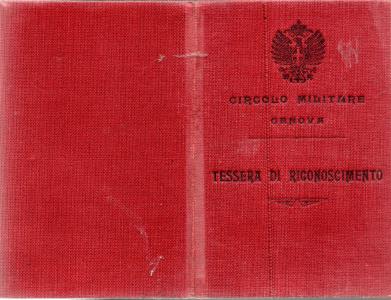 CIRCOLO MILITARE
GENOVA
TESSERA DI RICONOSCIMENTO